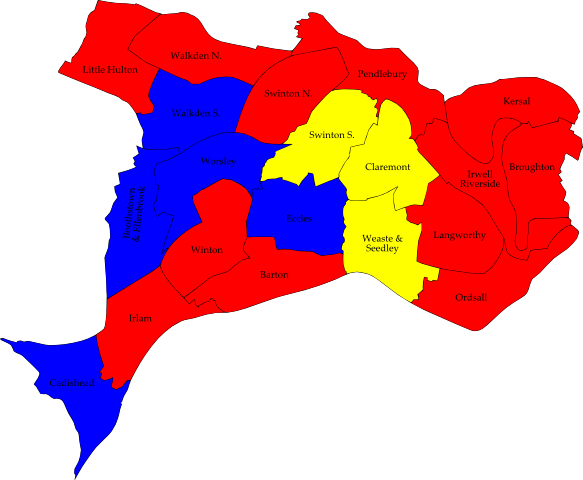 Walkden N.
Little Hulton
Pendlebury
Swinton N.
Kersal
Walkden S.
Swinton S.
Worsley
Claremont
Broughton
Irwell
Riverside
Boothstown
& Ellenbrook
Eccles
Langworthy
Weaste &
Seedley
Winton
Barton
Ordsall
Irlam
Cadishead